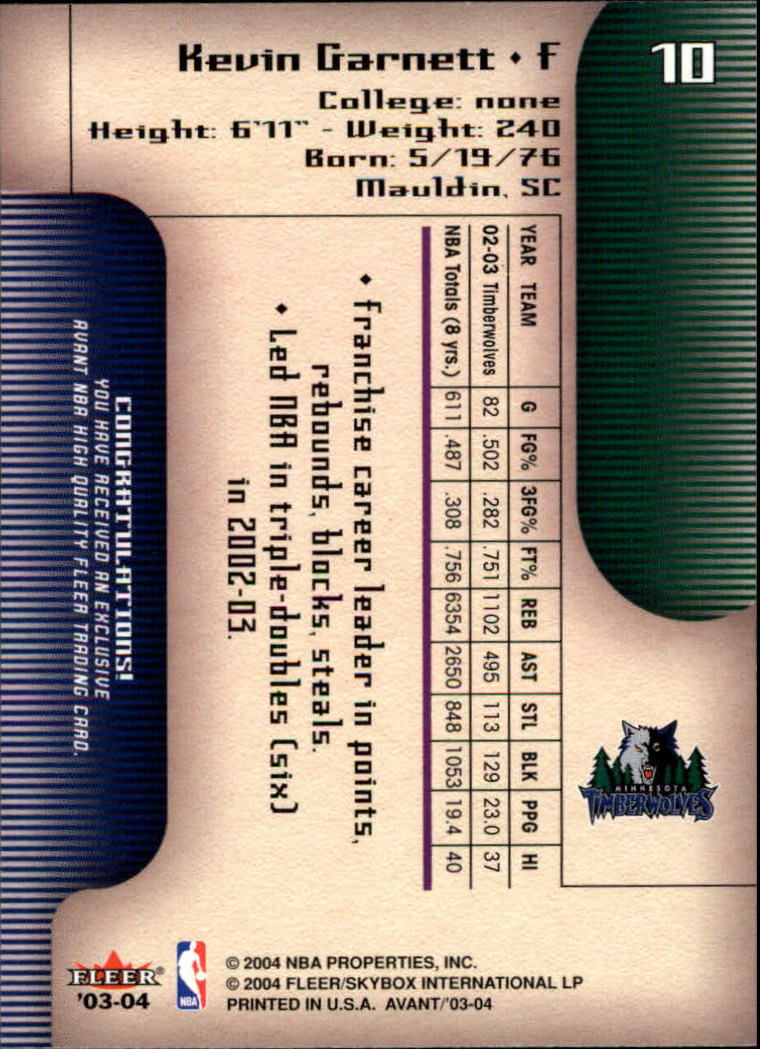 10
Kevin Garnett • F
College: none
Height: 6'11" - Weight: 240
Born: 5/19/76
Mauldin, SC
YEAR TEAM G FG% 3FG% FT% REB AST STL BLK PPG HI
02-03 Timberwolves 82 .502 .282 .751 1102 495 113 129 23.0 37
NBA Totals (8 yrs.) 611 .487 .308 .756 6354 2650 848 1053 19.4 40
• Franchise career leader in points,
rebounds, blocks, steals.
• Led NBA in triple-doubles (six)
in 2002-03.
MINNESOTA
TIMBERWOLVES
CONGRATULATIONS!
YOU HAVE RECEIVED AN EXCLUSIVE
AVANT NBA HIGH QUALITY FLEER TRADING CARD.
FLEER®
'03-04
NBA
© 2004 NBA PROPERTIES, INC.
© 2004 FLEER/SKYBOX INTERNATIONAL LP
PRINTED IN U.S.A. AVANT/'03-04